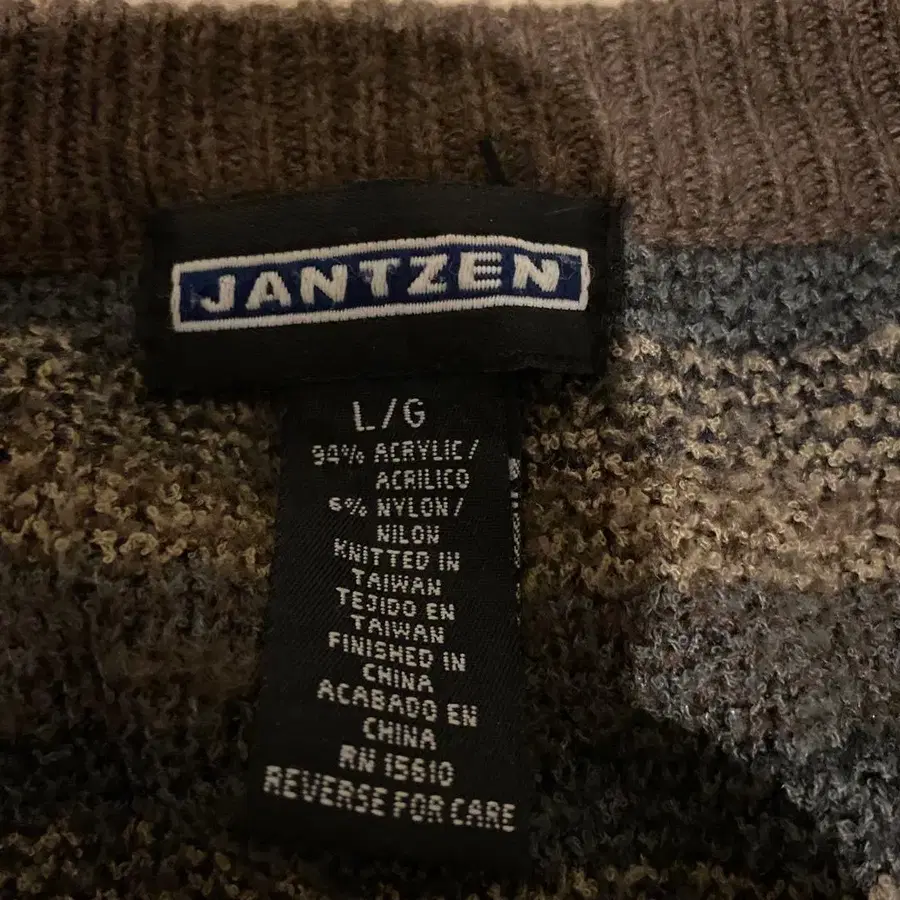 JANTZEN
L/G
94% ACRYLIC/
ACRILICO
6% NYLON/
NILON
KNITTED IN
TAIWAN
TEJIDO EN
TAIWAN
FINISHED IN
CHINA
ACABADO EN
CHINA
RN 15610
REVERSE FOR CARE